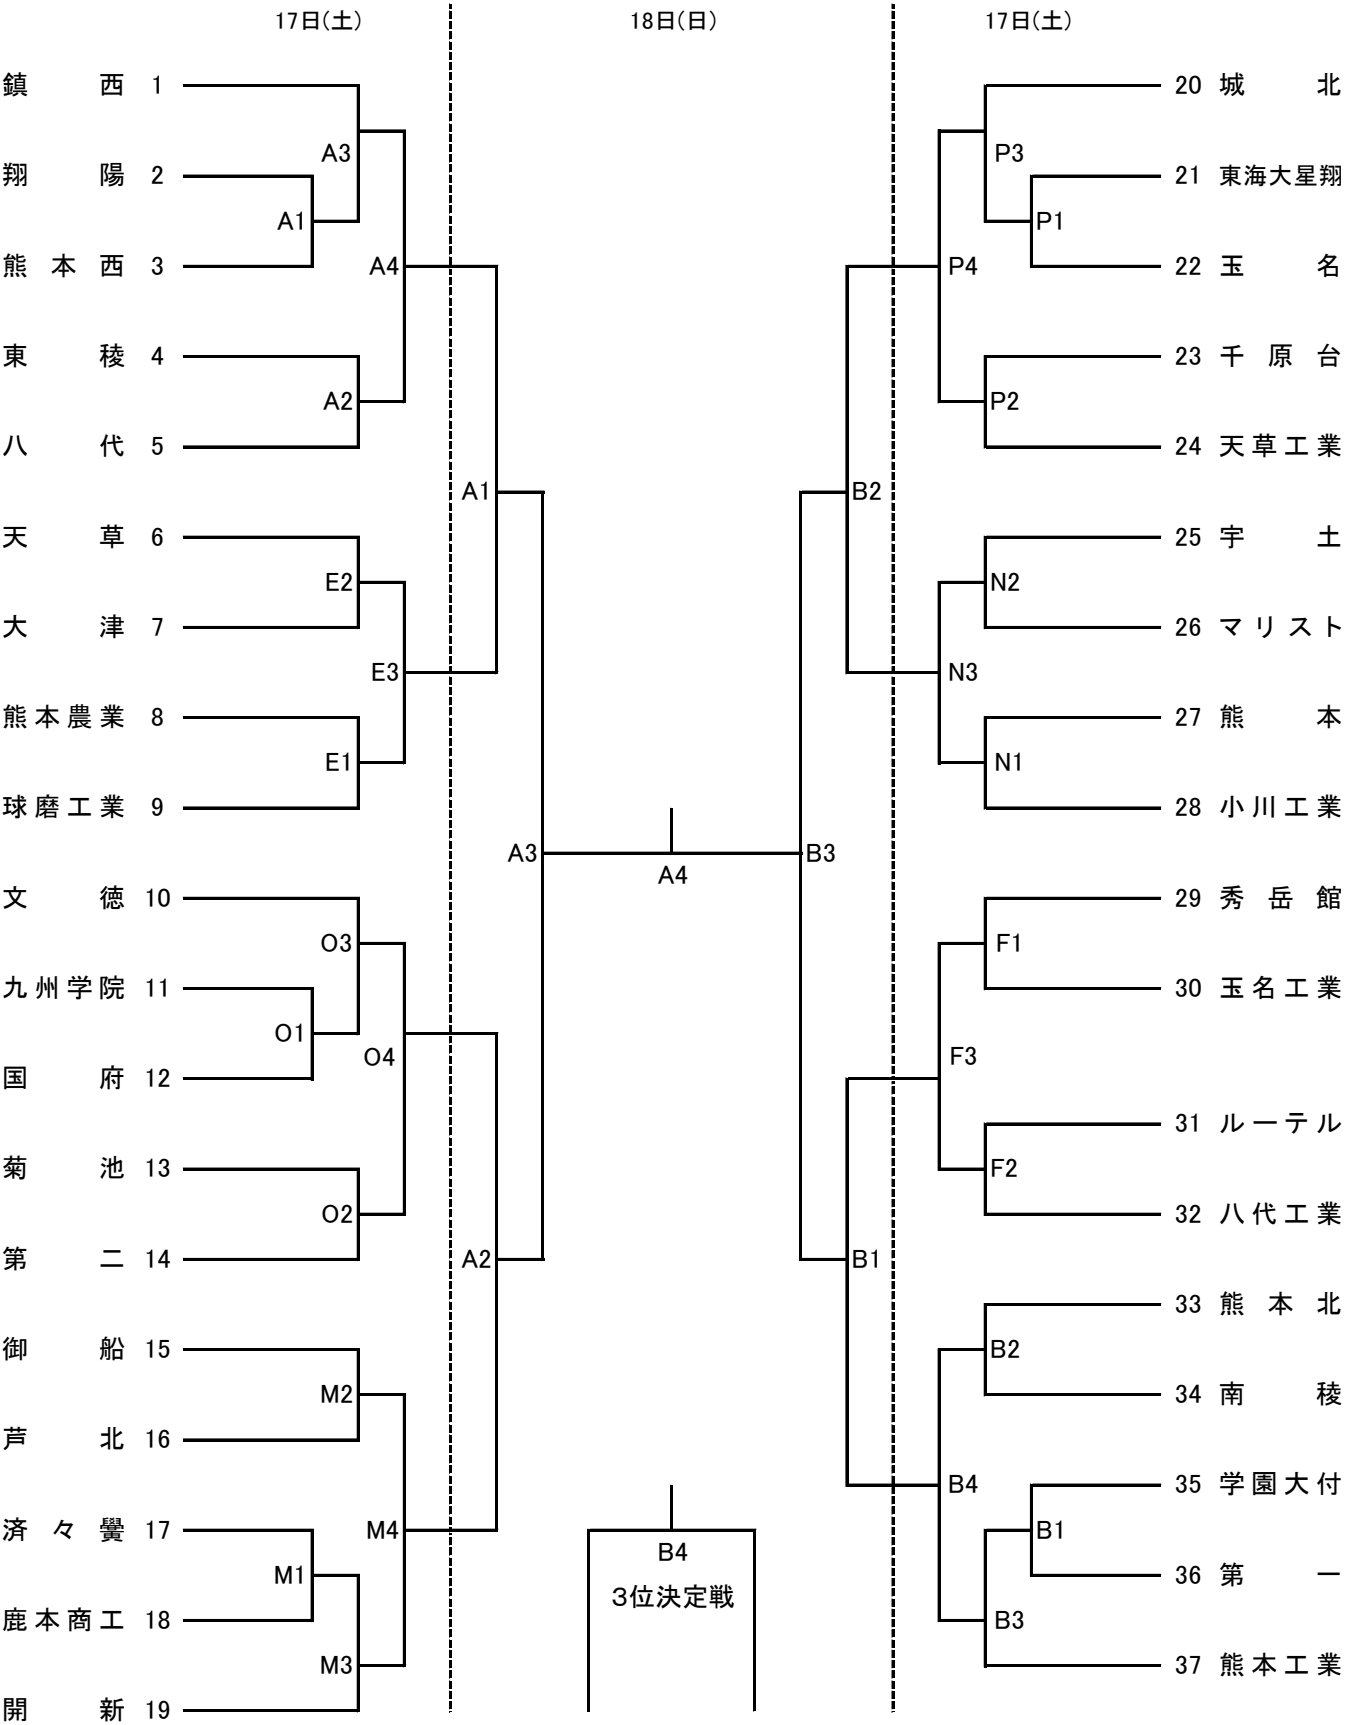 17日(土) 18日(日) 17日(土)
鎮西 1 20 城北
A3 P3
翔陽 2 21 東海大星翔
A1 P1
熊本西 3 A4 P4 22 玉名
東稜 4 23 千原台
A2 P2
八代 5 24 天草工業
A1 B2
天草 6 25 宇土
E2 N2
大津 7 26 マリスト
E3 N3
熊本農業 8 27 熊本
E1 N1
球磨工業 9 28 小川工業
A3 B3
A4
文徳 10 29 秀岳館
O3 F1
九州学院 11 30 玉名工業
O1
O4 F3
国府 12
31 ルーテル
菊池 13 F2
O2 32 八代工業
第二 14 A2 B1
33 熊本北
御船 15 B2
M2 34 南稜
芦北 16
B4 35 学園大付
済々黌 17 M4 B1
B4
M1 36 第一
3位決定戦
鹿本商工 18 B3
M3 37 熊本工業
開新 19